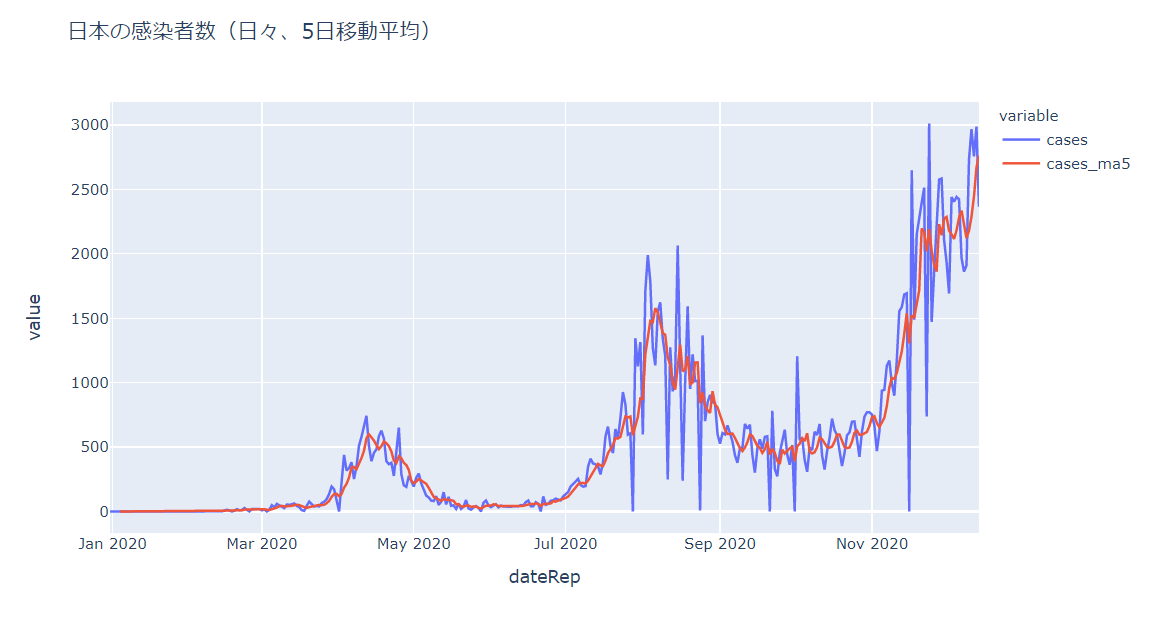 日本の感染者数（日々、5日移動平均）
variable
cases
cases_ma5
value
3000
2500
2000
1500
1000
500
0
Jan 2020
Mar 2020
May 2020
Jul 2020
Sep 2020
Nov 2020
dateRep